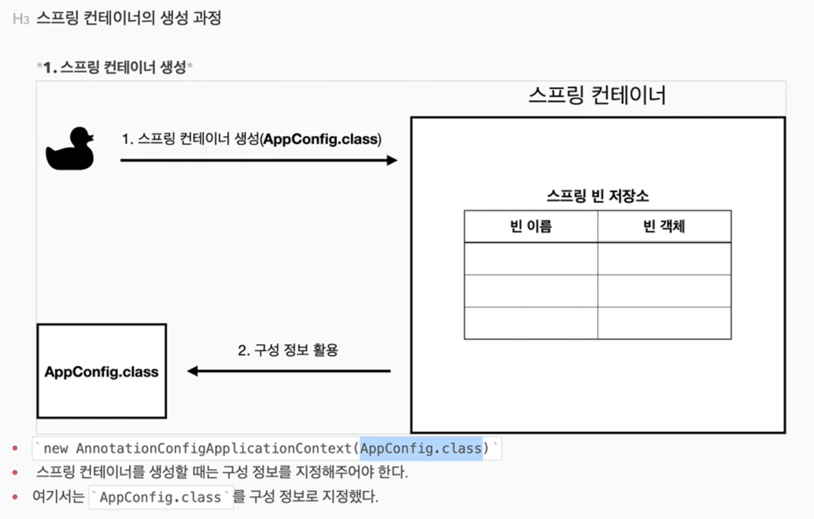 H3 스프링 컨테이너의 생성 과정
*1. 스프링 컨테이너 생성*
스프링 컨테이너
1. 스프링 컨테이너 생성(AppConfig.class)
스프링 빈 저장소
빈 이름 빈 객체
2. 구성 정보 활용
AppConfig.class
`new AnnotationConfigApplicationContext(AppConfig.class)`
스프링 컨테이너를 생성할 때는 구성 정보를 지정해주어야 한다.
여기서는 `AppConfig.class`를 구성 정보로 지정했다.